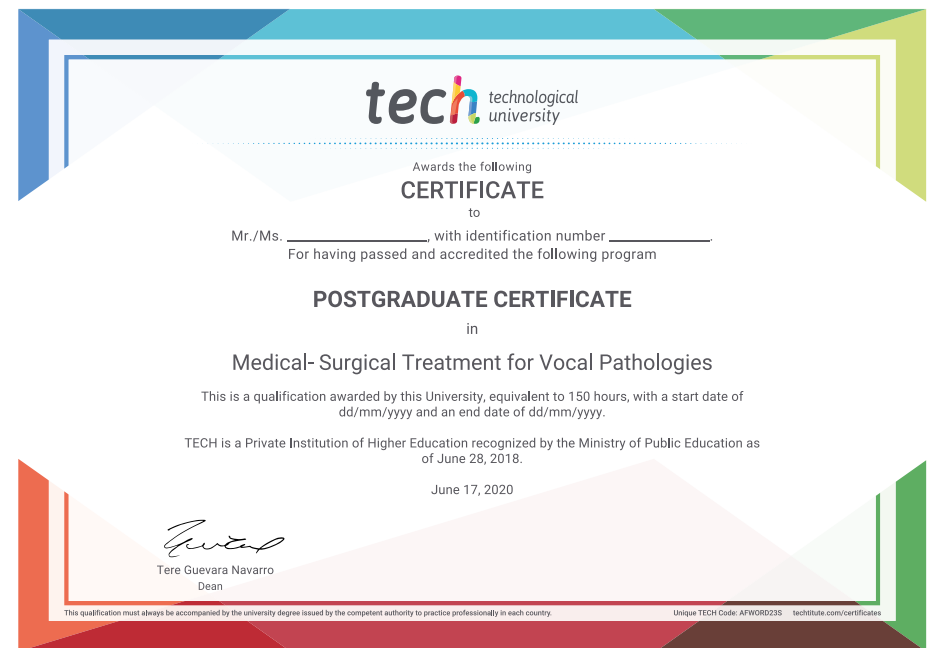 tech technological
university
Awards the following
CERTIFICATE
to
Mr./Ms. ____________________, with identification number ______________.
For having passed and accredited the following program
POSTGRADUATE CERTIFICATE
in
Medical- Surgical Treatment for Vocal Pathologies
This is a qualification awarded by this University, equivalent to 150 hours, with a start date of
dd/mm/yyyy and an end date of dd/mm/yyyy.
TECH is a Private Institution of Higher Education recognized by the Ministry of Public Education as
of June 28, 2018.
June 17, 2020
Tere Guevara Navarro
Dean
This qualification must always be accompanied by the university degree issued by the competent authority to practice professionally in each country. Unique TECH Code: AFWORD23S techtitute.com/certificates